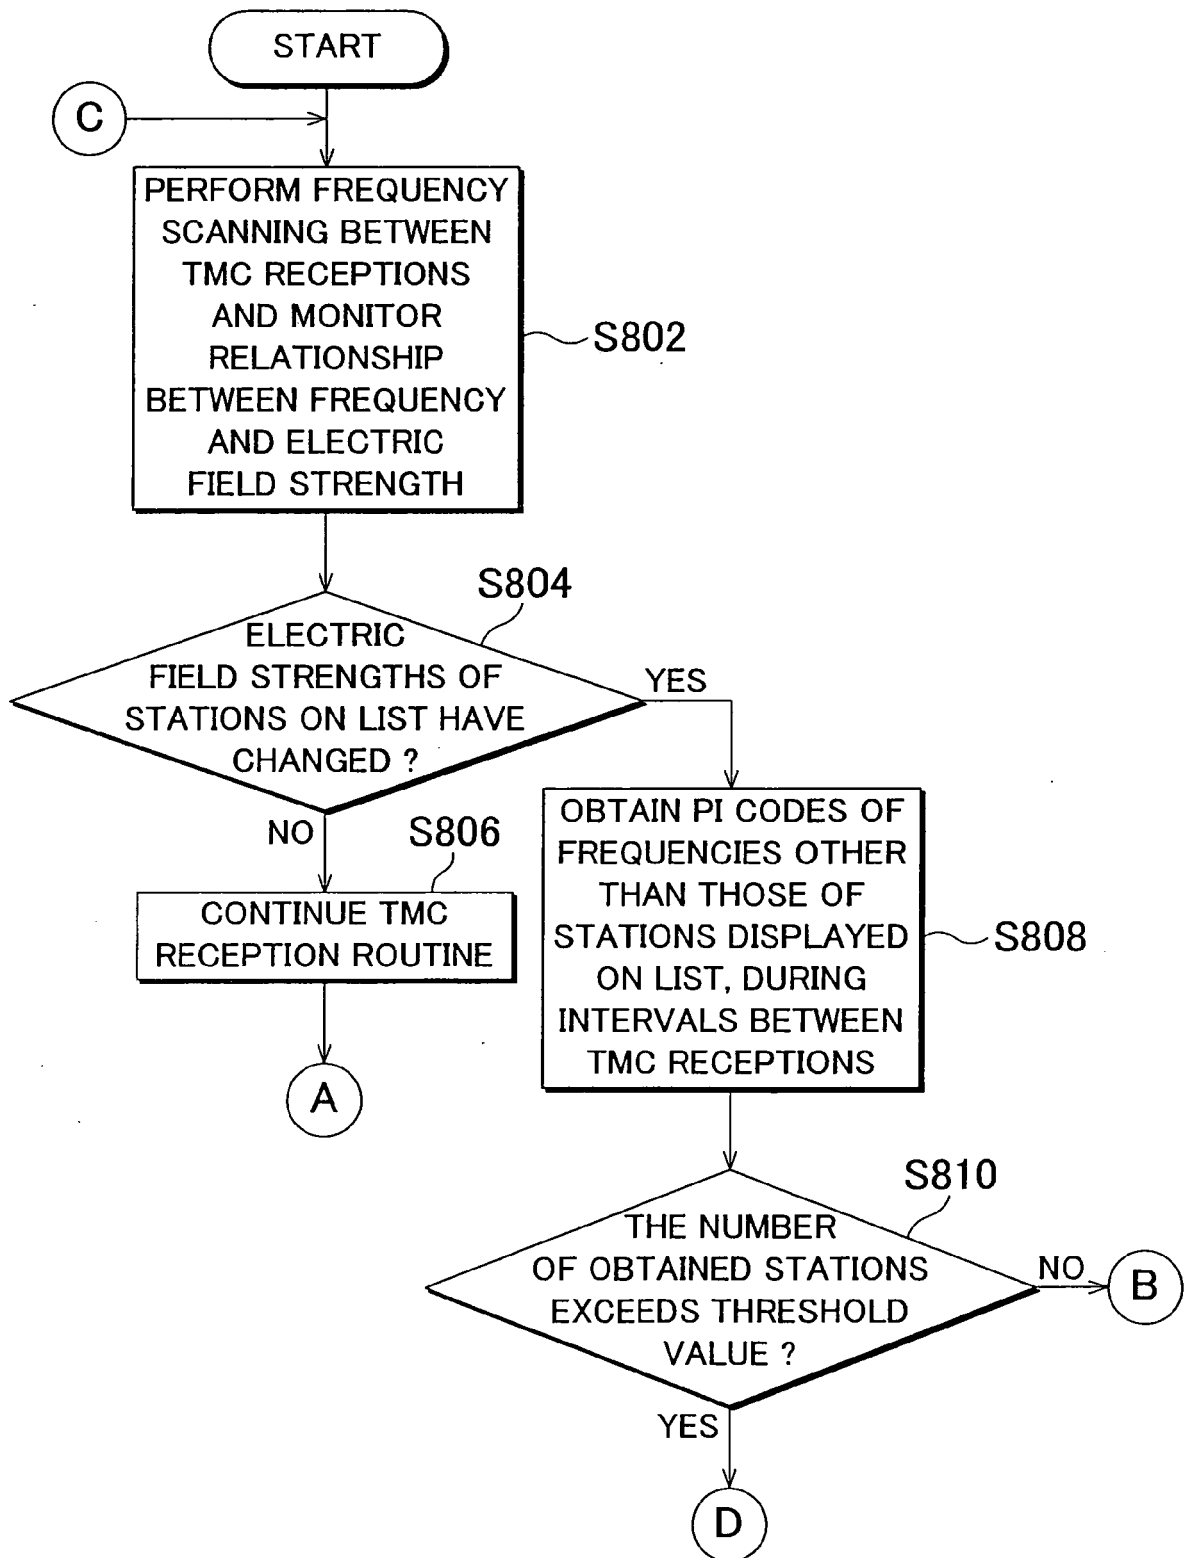 START
C
PERFORM FREQUENCY
SCANNING BETWEEN
TMC RECEPTIONS
AND MONITOR
RELATIONSHIP
BETWEEN FREQUENCY
AND ELECTRIC
FIELD STRENGTH
S802
S804
ELECTRIC
FIELD STRENGTHS OF
STATIONS ON LIST HAVE
CHANGED ?
YES
NO
S806
CONTINUE TMC
RECEPTION ROUTINE
A
OBTAIN PI CODES OF
FREQUENCIES OTHER
THAN THOSE OF
STATIONS DISPLAYED
ON LIST, DURING
INTERVALS BETWEEN
TMC RECEPTIONS
S808
S810
THE NUMBER
OF OBTAINED STATIONS
EXCEEDS THRESHOLD
VALUE ?
NO
B
YES
D